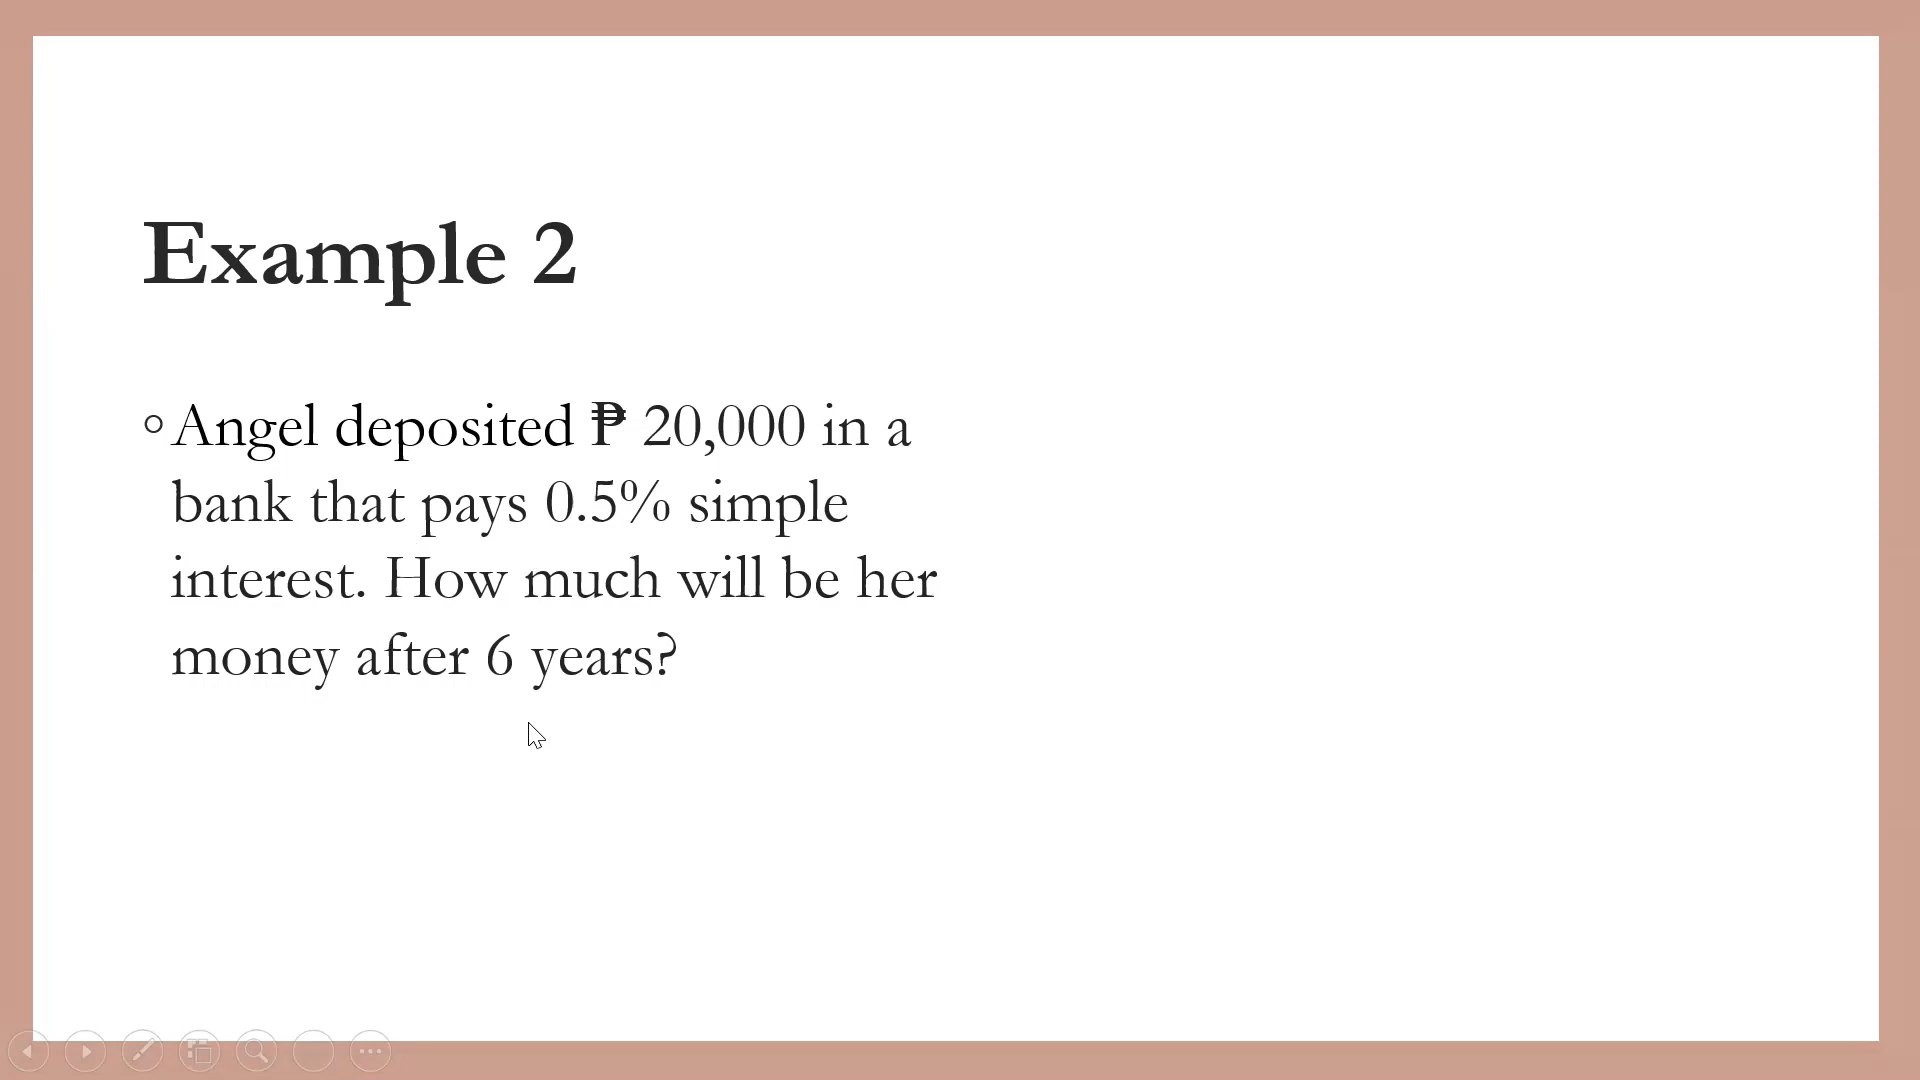 Example 2
◦Angel deposited ₱ 20,000 in a
bank that pays 0.5% simple
interest. How much will be her
money after 6 years?